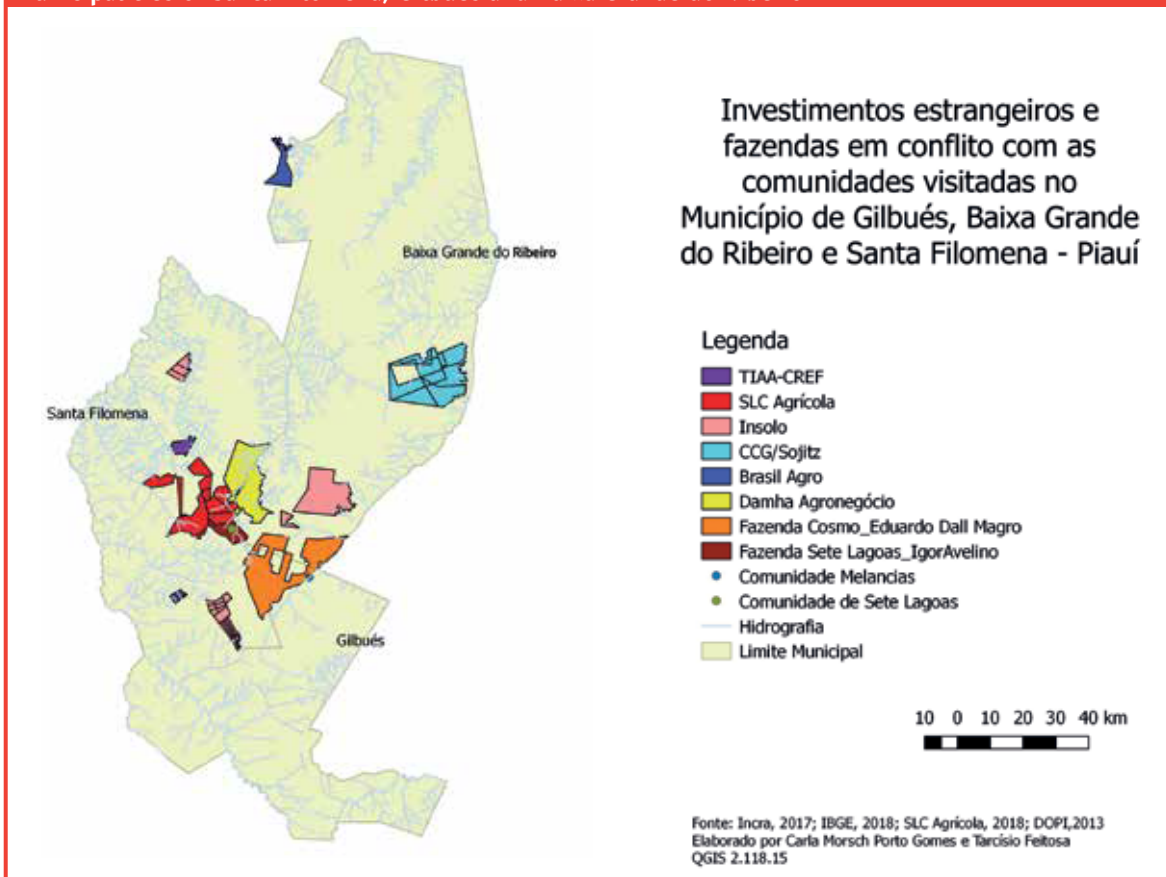 Baixa Grande do Ribeiro
Santa Filomena
Gilbués
Investimentos estrangeiros e
fazendas em conflito com as
comunidades visitadas no
Município de Gilbués, Baixa Grande
do Ribeiro e Santa Filomena - Piauí
Legenda
TIAA-CREF
SLC Agrícola
Insolo
CCG/Sojitz
Brasil Agro
Damha Agronegócio
Fazenda Cosmo_Eduardo Dall Magro
Fazenda Sete Lagoas_IgorAvelino
Comunidade Melancias
Comunidade de Sete Lagoas
Hidrografia
Limite Municipal
10 0 10 20 30 40 km
Fonte: Incra, 2017; IBGE, 2018; SLC Agrícola, 2018; DOPI,2013
Elaborado por Carla Morsch Porto Gomes e Tarcísio Feitosa
QGIS 2.118.15